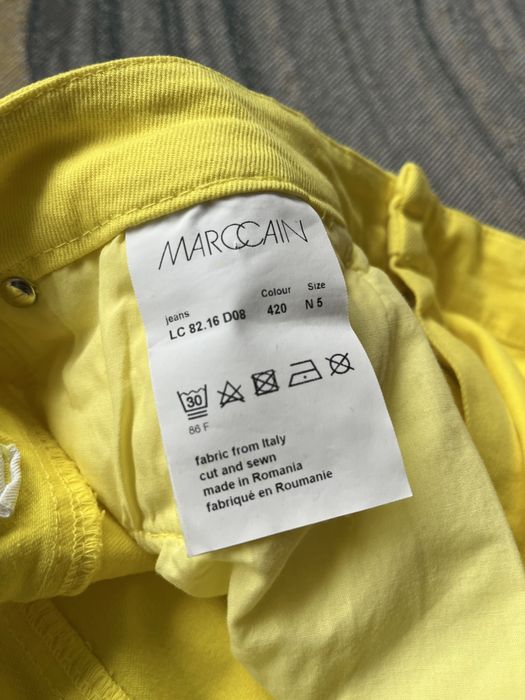 MARCCAIN
jeans Colour Size
LC 82.16 D08 420 N 5
30
86 F
fabric from Italy
cut and sewn
made in Romania
fabriqué en Roumanie